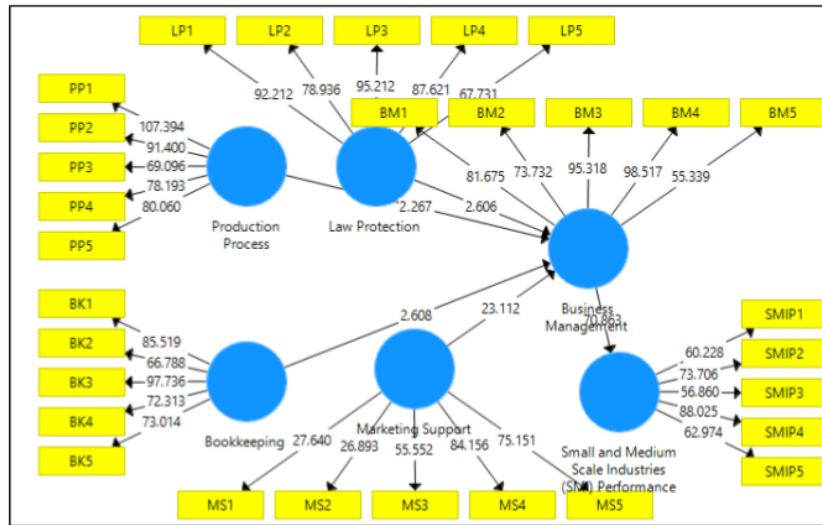 LP1
LP2
LP3
LP4
LP5
92.212
78.936
95.212
87.621
67.731
PP1
PP2
PP3
PP4
PP5
107.394
91.400
69.096
78.193
80.060
BM1
BM2
BM3
BM4
BM5
81.675
73.732
95.318
98.517
55.339
Production
Process
Law Protection
2.267
2.606
Business
Management
70.863
2.608
23.112
BK1
BK2
BK3
BK4
BK5
85.519
66.788
97.736
72.313
73.014
Bookkeeping
Marketing Support
27.640
26.893
55.552
84.156
75.151
MS1
MS2
MS3
MS4
MS5
Small and Medium
Scale Industries
(SMI) Performance
60.228
73.706
56.860
88.025
62.974
SMIP1
SMIP2
SMIP3
SMIP4
SMIP5